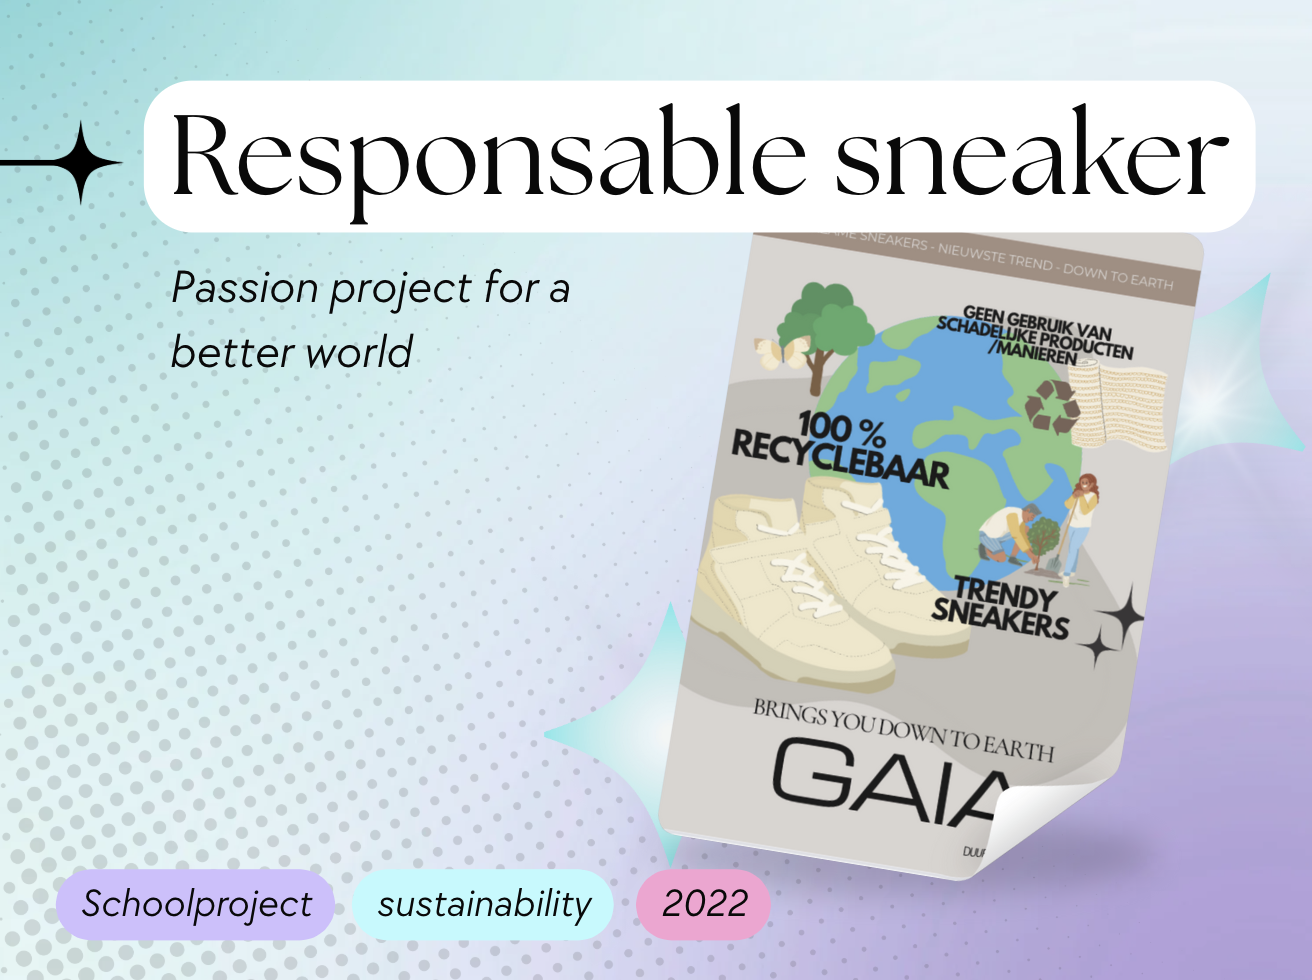 Responsable sneaker
Passion project for a
better world
SNEAKERS - NIEUWSTE TREND - DOWN TO EARTH
GEEN GEBRUIK VAN
SCHADELIJKE PRODUCTEN
/MANIEREN
100 %
RECYCLEBAAR
TRENDY
SNEAKERS
BRINGS YOU DOWN TO EARTH
GAIA
Schoolproject
sustainability
2022